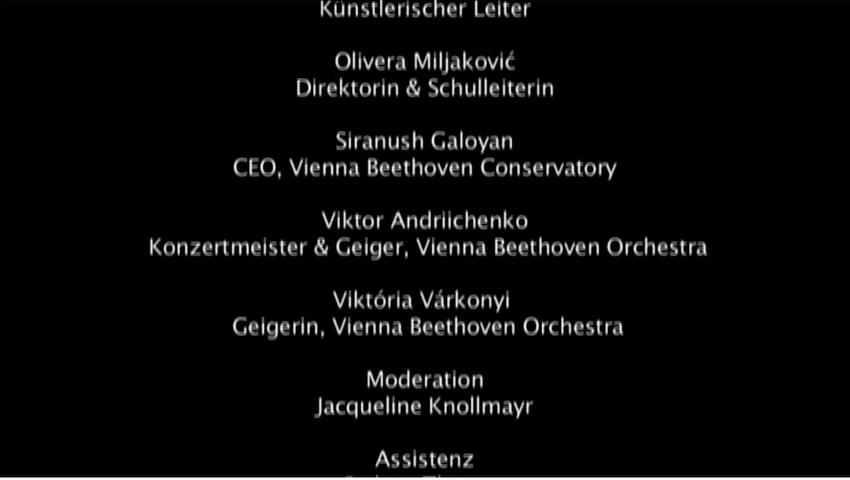 Künstlerischer Leiter
Olivera Miljaković
Direktorin & Schulleiterin
Siranush Galoyan
CEO, Vienna Beethoven Conservatory
Viktor Andriichenko
Konzertmeister & Geiger, Vienna Beethoven Orchestra
Viktória Várkonyi
Geigerin, Vienna Beethoven Orchestra
Moderation
Jacqueline Knollmayr
Assistenz